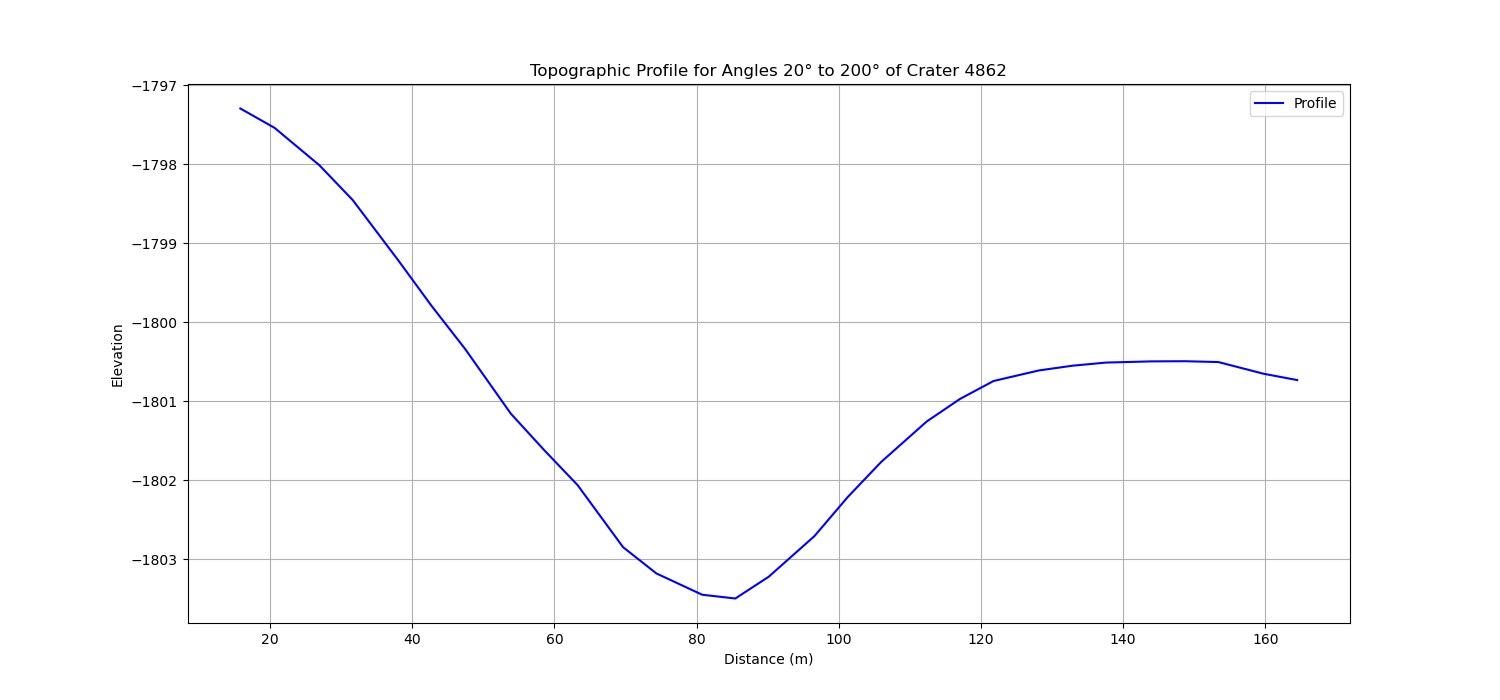 Topographic Profile for Angles 20° to 200° of Crater 4862
Profile
−1797
−1798
−1799
−1800
−1801
−1802
−1803
Elevation
20 40 60 80 100 120 140 160
Distance (m)